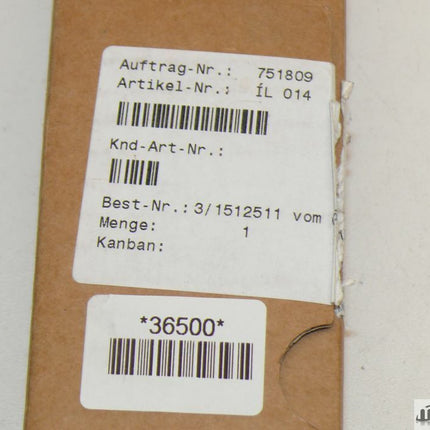 Auftrag-Nr.: 751809
Artikel-Nr.: ÍL 014
Knd-Art-Nr.:
Best-Nr.: 3/1512511 vom
Menge: 1
Kanban:
*36500*